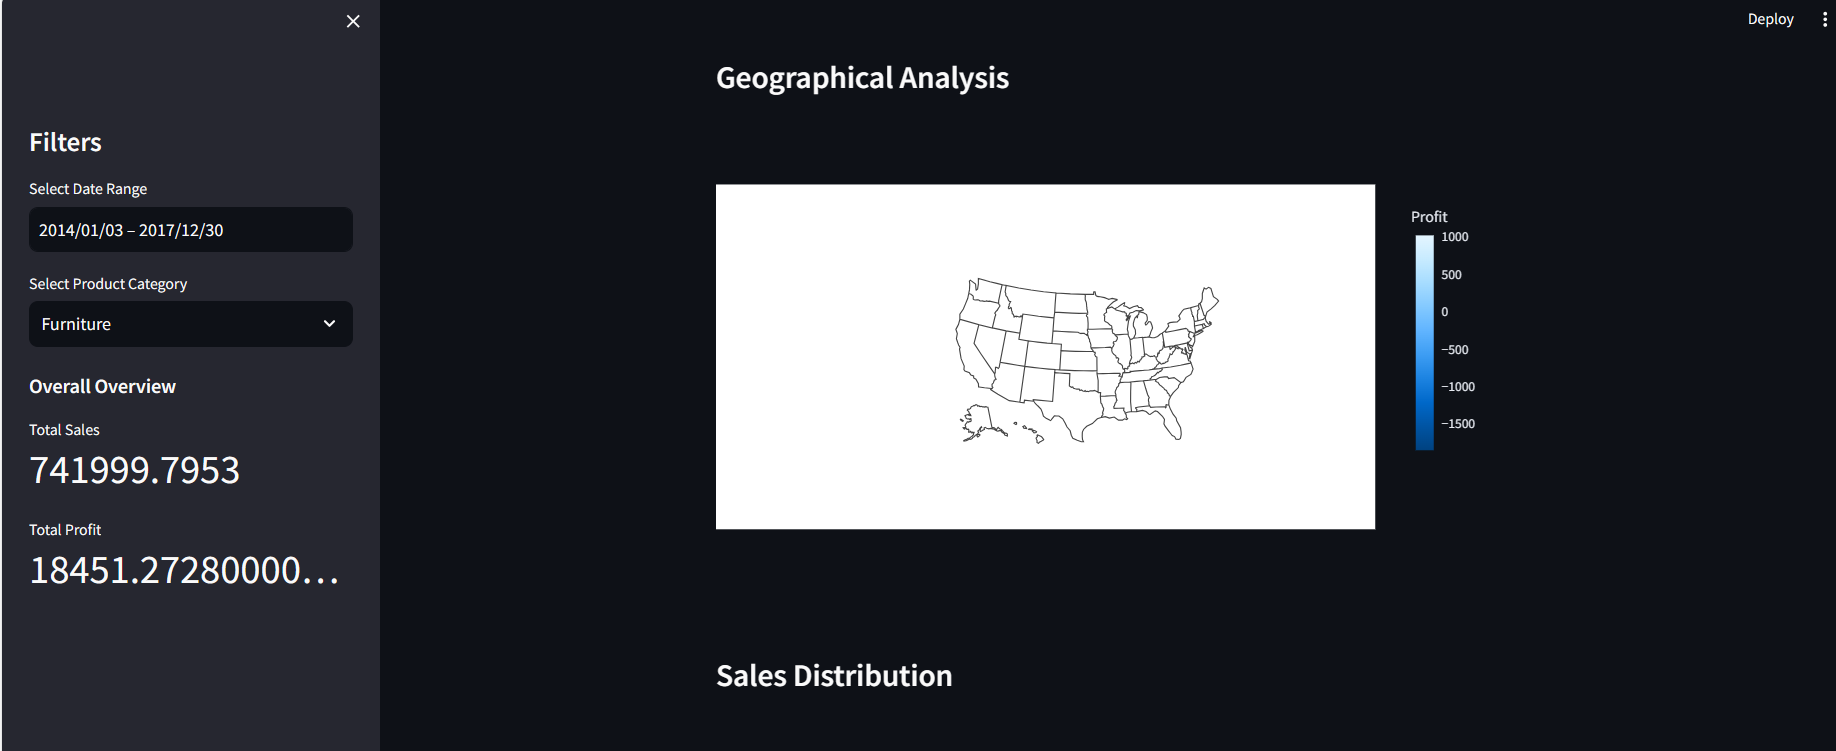 Deploy
Filters
Select Date Range
2014/01/03 – 2017/12/30
Select Product Category
Furniture
Overall Overview
Total Sales
741999.7953
Total Profit
18451.27280000...
Geographical Analysis
Profit
1000
500
0
−500
−1000
−1500
Sales Distribution